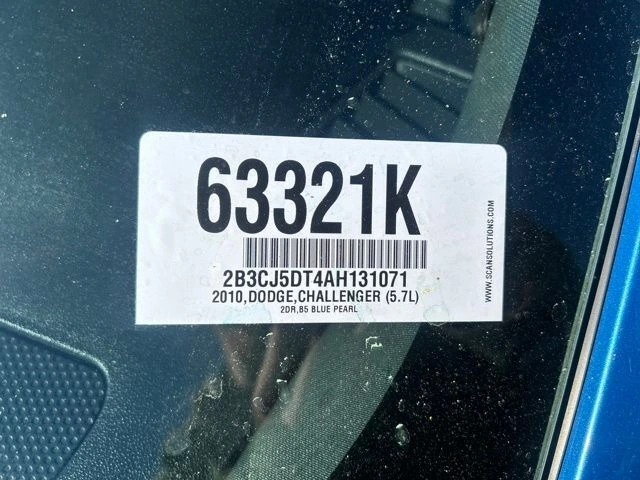 63321K
2B3CJ5DT4AH131071
2010,DODGE,CHALLENGER (5.7L)
2DR,B5 BLUE PEARL
WWW.SCANSOLUTIONS.COM